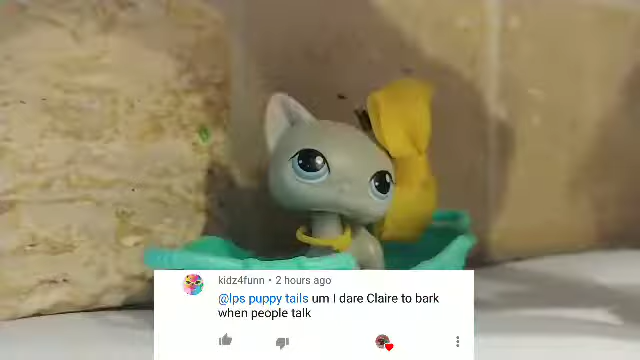 kidz4funn • 2 hours ago
@lps puppy tails um I dare Claire to bark
when people talk